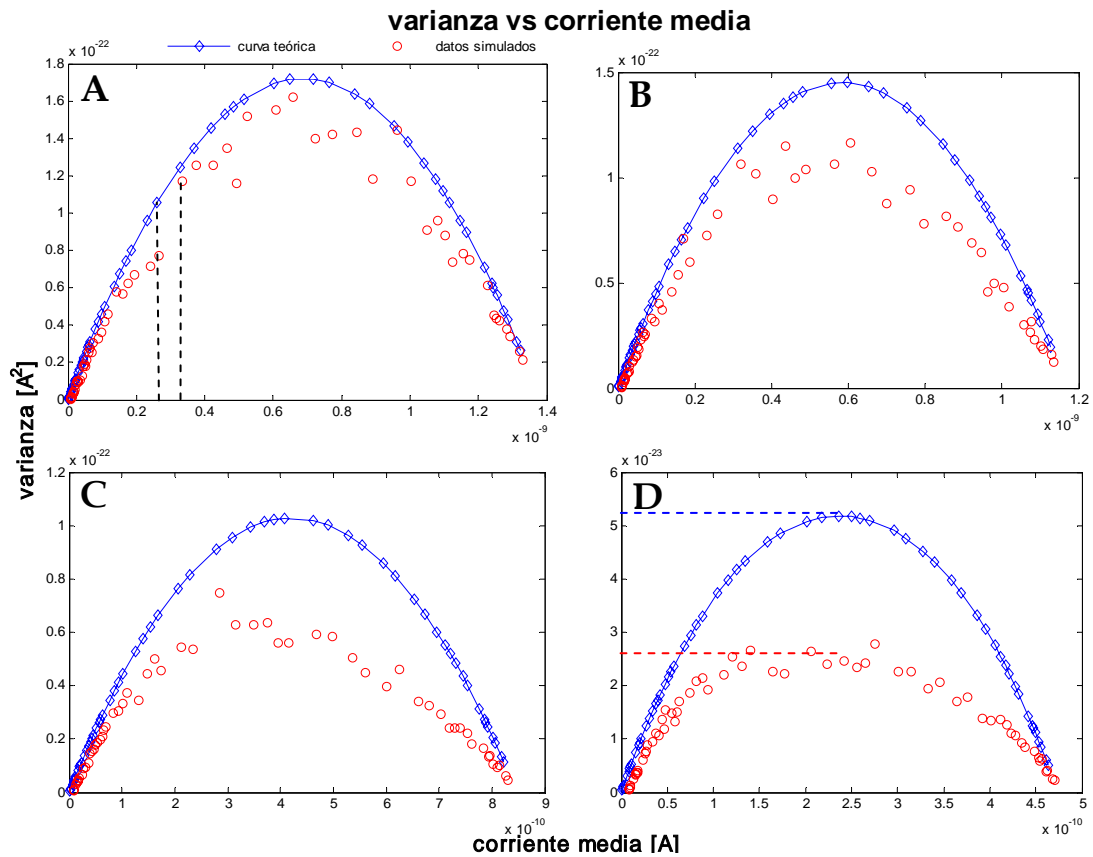 varianza vs corriente media
curva teórica datos simulados
x 10-22
1.8
1.6
1.4
1.2
1
0.8
0.6
0.4
0.2
0
A
0 0.2 0.4 0.6 0.8 1 1.2 1.4
x 10-9
x 10-22
1.5
1
0.5
0
B
0 0.2 0.4 0.6 0.8 1 1.2
x 10-9
varianza [A2]
x 10-22
1.2
1
0.8
0.6
0.4
0.2
0
C
0 1 2 3 4 5 6 7 8 9
x 10-10
x 10-23
6
5
4
3
2
1
0
D
0 0.5 1 1.5 2 2.5 3 3.5 4 4.5 5
x 10-10
corriente media [A]